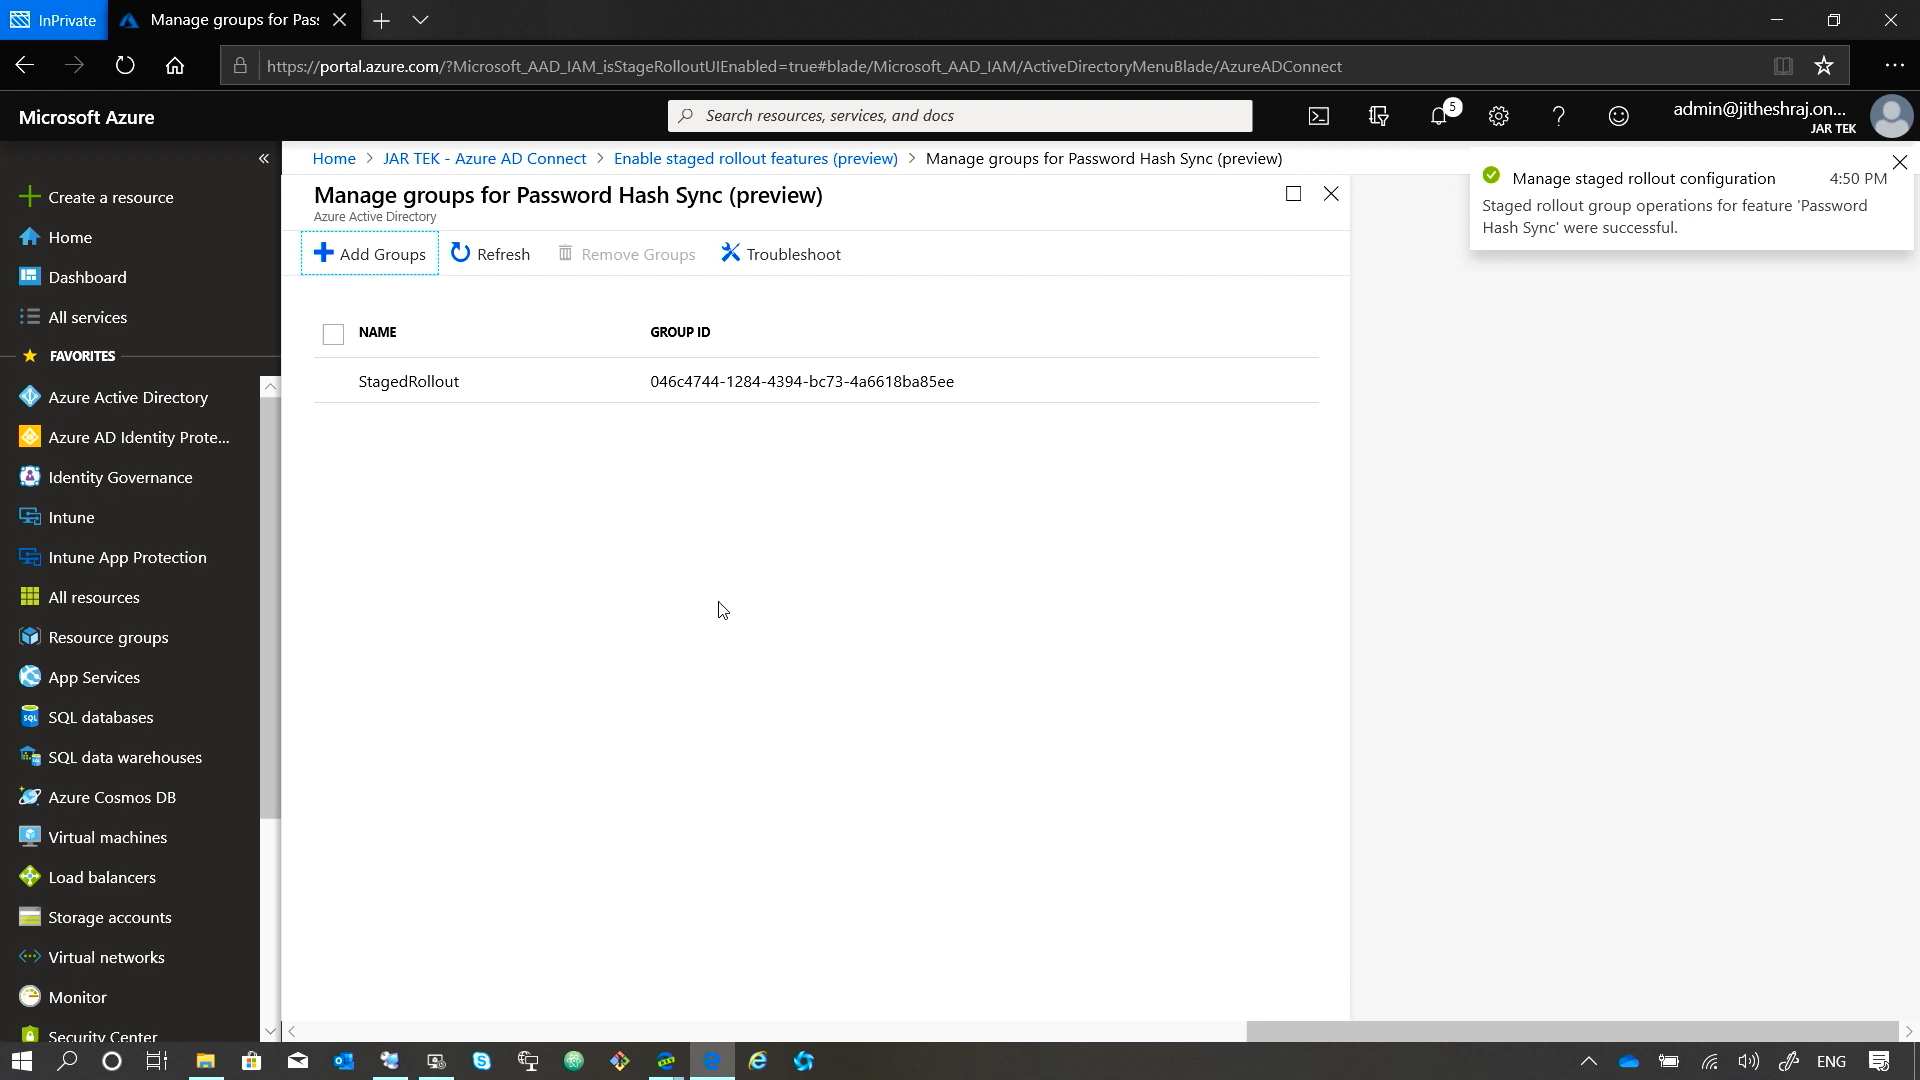 InPrivate
Manage groups for Pas
https://portal.azure.com/?Microsoft_AAD_IAM_isStageRolloutUIEnabled=true#blade/Microsoft_AAD_IAM/ActiveDirectoryMenuBlade/AzureADConnect
Microsoft Azure
Search resources, services, and docs
5
admin@jitheshraj.on...
JAR TEK
Home > JAR TEK - Azure AD Connect > Enable staged rollout features (preview) > Manage groups for Password Hash Sync (preview)
Manage groups for Password Hash Sync (preview)
Azure Active Directory
Manage staged rollout configuration 4:50 PM
Staged rollout group operations for feature 'Password
Hash Sync' were successful.
Add Groups
Refresh
Remove Groups
Troubleshoot
NAME GROUP ID
StagedRollout 046c4744-1284-4394-bc73-4a6618ba85ee
Create a resource
Home
Dashboard
All services
FAVORITES
Azure Active Directory
Azure AD Identity Prote...
Identity Governance
Intune
Intune App Protection
All resources
Resource groups
App Services
SQL databases
SQL data warehouses
Azure Cosmos DB
Virtual machines
Load balancers
Storage accounts
Virtual networks
Monitor
Security Center
ENG